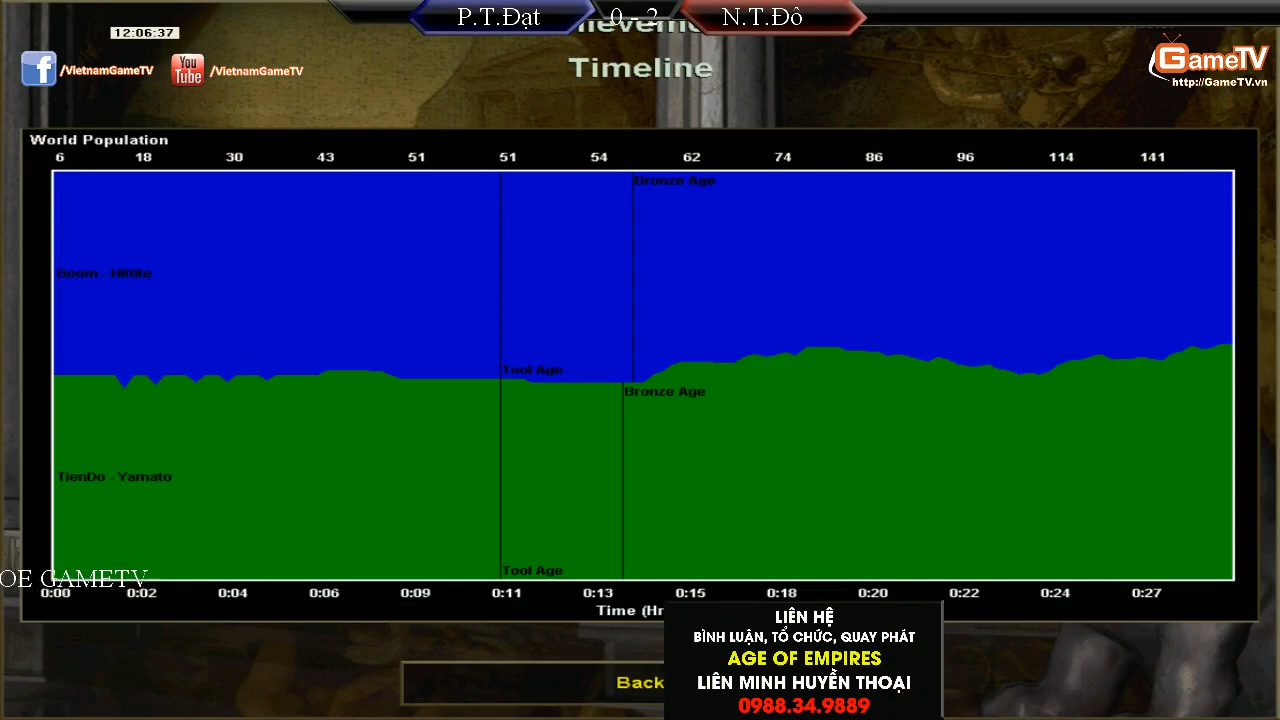 P.T.Đạt 0 - 2 N.T.Đô
12:06:37
/VietnamGameTV
You Tube /VietnamGameTV
GameTV
http://GameTV.vn
Timeline
World Population
6 18 30 43 51 51 54 62 74 86 96 114 141
Bronze Age
Boom - Hittite
Tool Age
Bronze Age
TienDo - Yamato
Tool Age
OE GAMETV
0:00 0:02 0:04 0:06 0:09 0:11 0:13 0:15 0:18 0:20 0:22 0:24 0:27
Time (Hr
LIÊN HỆ
BÌNH LUẬN, TỔ CHỨC, QUAY PHÁT
AGE OF EMPIRES
LIÊN MINH HUYỀN THOẠI
0988.34.9889
Back